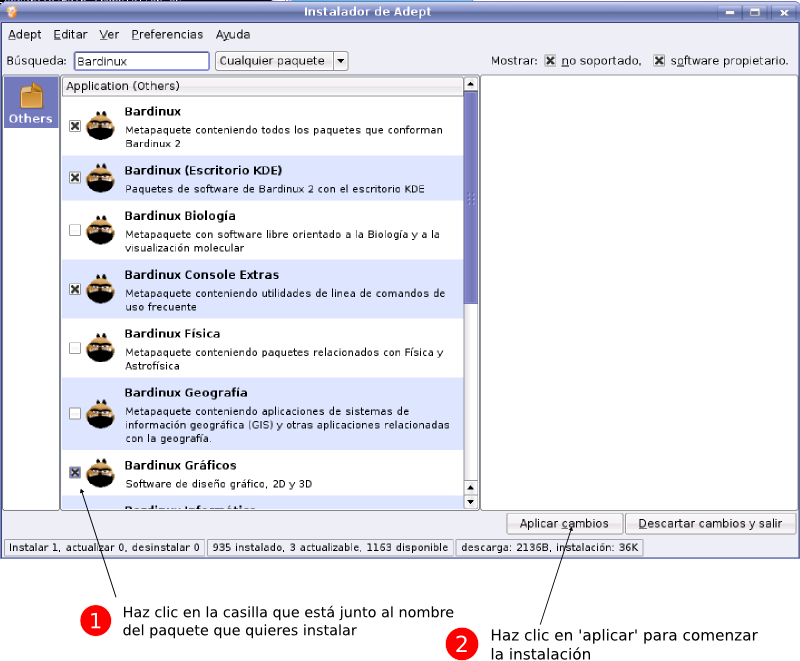 Instalador de Adept
Adept Editar Ver Preferencias Ayuda
Búsqueda: Bardinux Cualquier paquete Mostrar: no soportado, software propietario.
Others
Application (Others)
Bardinux
Metapaquete conteniendo todos los paquetes que conforman
Bardinux 2
Bardinux (Escritorio KDE)
Paquetes de software de Bardinux 2 con el escritorio KDE
Bardinux Biología
Metapaquete con software libre orientado a la Biología y a la
visualización molecular
Bardinux Console Extras
Metapaquete conteniendo utilidades de linea de comandos de
uso frecuente
Bardinux Física
Metapaquete conteniendo paquetes relacionados con Física y
Astrofísica
Bardinux Geografía
Metapaquete conteniendo aplicaciones de sistemas de
información geográfica (GIS) y otras aplicaciones relacionadas
con la geografía.
Bardinux Gráficos
Software de diseño gráfico, 2D y 3D
Bardinux Informática
Aplicar cambios Descartar cambios y salir
Instalar 1, actualizar 0, desinstalar 0 935 instalado, 3 actualizable, 1163 disponible descarga: 2136B, instalación: 36K
1 Haz clic en la casilla que está junto al nombre
del paquete que quieres instalar
2 Haz clic en 'aplicar' para comenzar
la instalación